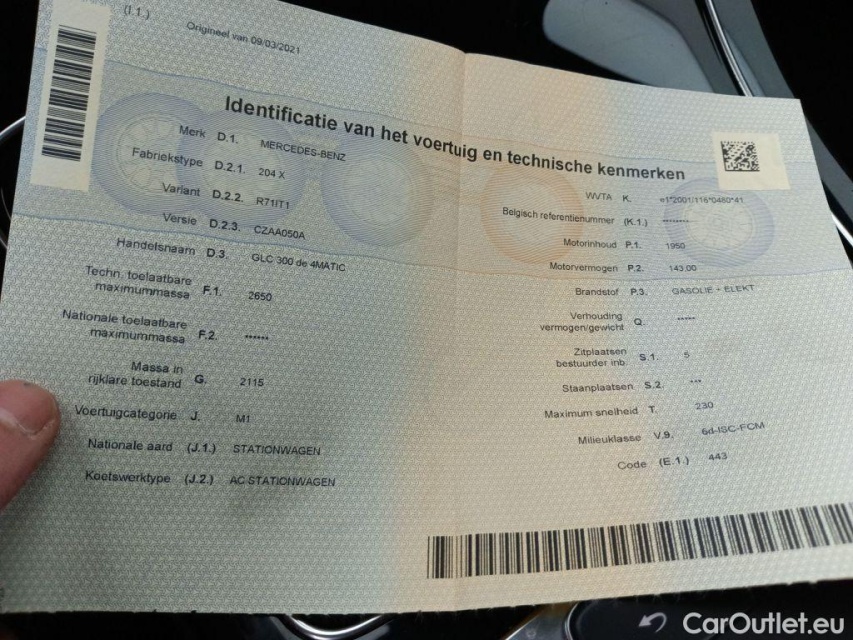 (I.1.)
Origineel van 09/03/2021
Identificatie van het voertuig en technische kenmerken
Merk D.1. MERCEDES-BENZ
Fabriekstype D.2.1. 204 X
Variant D.2.2. R71IT1
Versie D.2.3. CZAA050A
Handelsnaam D.3. GLC 300 de 4MATIC
Techn. toelaatbare
maximummassa F.1. 2650
Nationale toelaatbare
maximummassa F.2. ******
Massa in
rijklare toestand G. 2115
Voertuigcategorie J. M1
Nationale aard (J.1.) STATIONWAGEN
Koetswerktype (J.2.) AC STATIONWAGEN
WVTA K. e1*2001/116*0480*41
Belgisch referentienummer (K.1.) ********
Motorinhoud P.1. 1950
Motorvermogen P.2. 143,00
Brandstof P.3. GASOLIE + ELEKT
Verhouding
vermogen/gewicht Q. *****
Zitplaatsen
bestuurder inb. S.1. 5
Staanplaatsen S.2. ***
Maximum snelheid T. 230
Milieuklasse V.9. 6d-ISC-FCM
Code (E.1.) 443
CarOutlet.eu